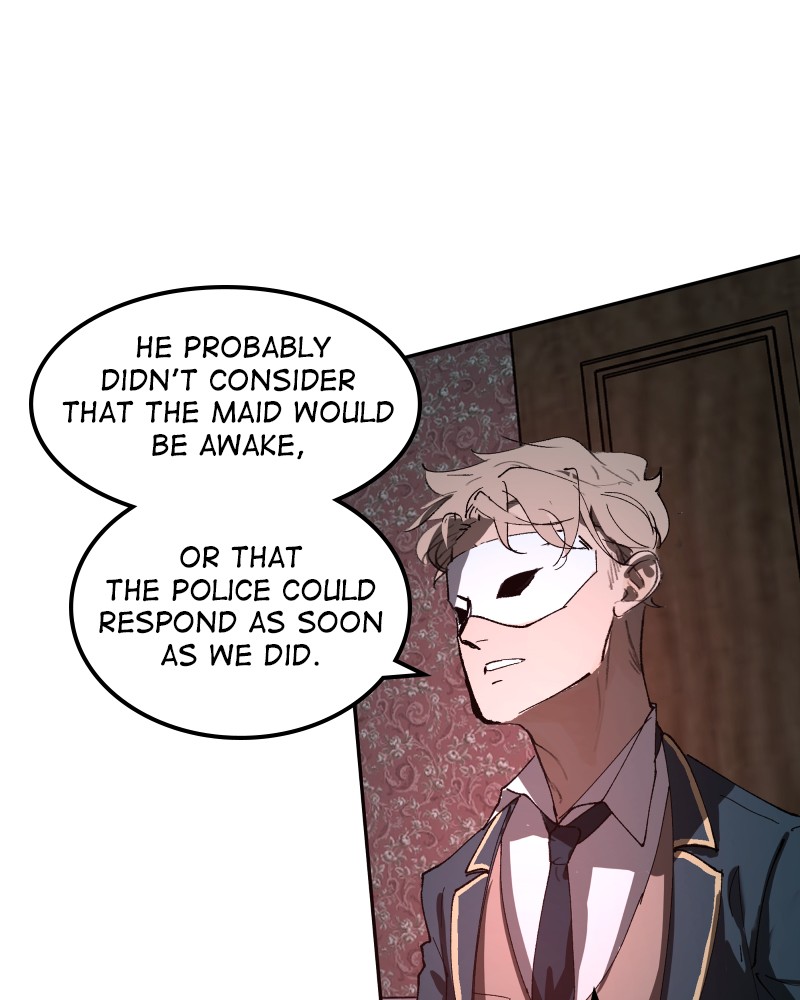 HE PROBABLY
DIDN'T CONSIDER
THAT THE MAID WOULD
BE AWAKE,
OR THAT
THE POLICE COULD
RESPOND AS SOON
AS WE DID.